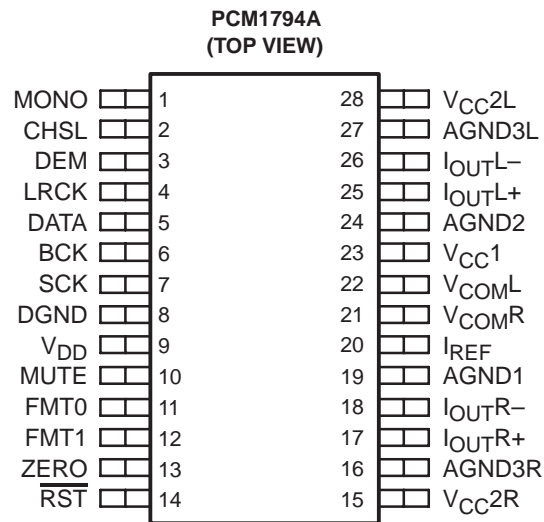 PCM1794A
(TOP VIEW)
MONO 1 28 VCC2L
CHSL 2 27 AGND3L
DEM 3 26 IOUTL–
LRCK 4 25 IOUTL+
DATA 5 24 AGND2
BCK 6 23 VCC1
SCK 7 22 VCOML
DGND 8 21 VCOMR
VDD 9 20 IREF
MUTE 10 19 AGND1
FMT0 11 18 IOUTR–
FMT1 12 17 IOUTR+
ZERO 13 16 AGND3R
RST 14 15 VCC2R